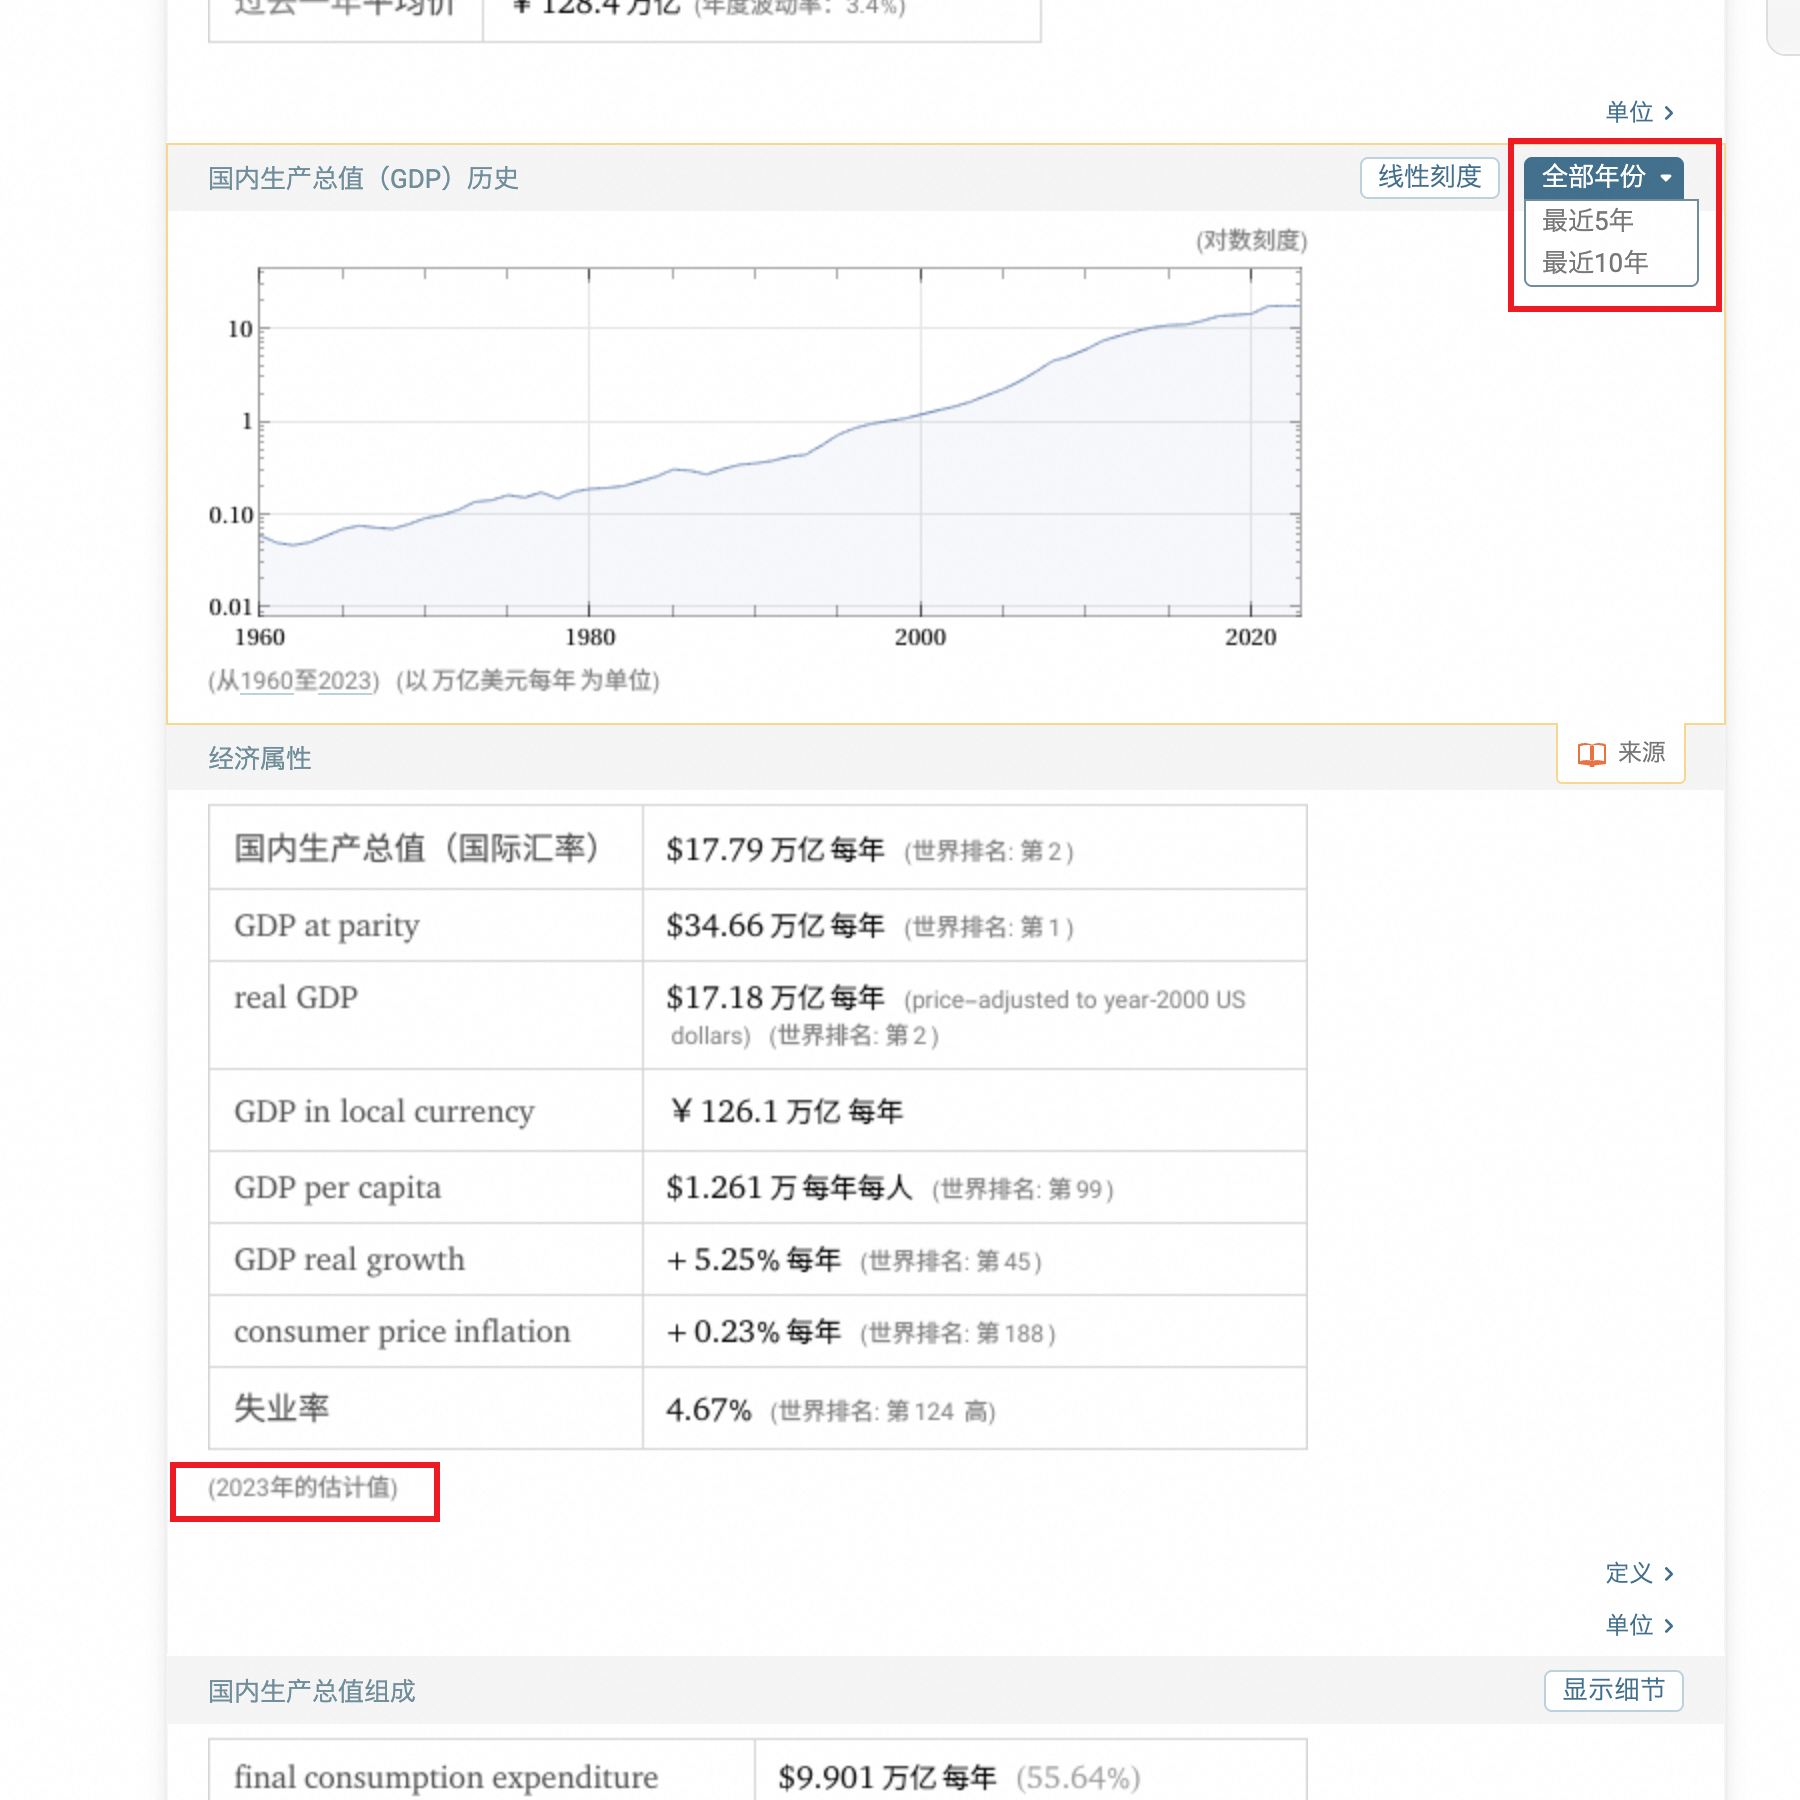 过去一年平均价 ¥ 128.4 万亿 (年度波动率: 3.4%)
单位 >
国内生产总值（GDP）历史 线性刻度 全部年份
最近5年
最近10年
(对数刻度)
10
1
0.10
0.01
1960 1980 2000 2020
(从1960至2023) (以 万亿美元每年 为单位)
来源
经济属性
国内生产总值（国际汇率） $17.79 万亿 每年 (世界排名: 第 2 )
GDP at parity $34.66 万亿 每年 (世界排名: 第 1 )
real GDP $17.18 万亿 每年 (price-adjusted to year-2000 US
dollars) (世界排名: 第 2 )
GDP in local currency ¥ 126.1 万亿 每年
GDP per capita $1.261 万 每年每人 (世界排名: 第 99 )
GDP real growth + 5.25% 每年 (世界排名: 第 45 )
consumer price inflation + 0.23% 每年 (世界排名: 第 188 )
失业率 4.67% (世界排名: 第 124 高)
(2023年的估计值)
定义 >
单位 >
国内生产总值组成 显示细节
final consumption expenditure $9.901 万亿 每年 (55.64%)